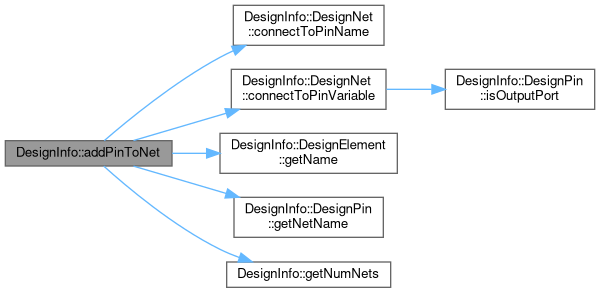 DesignInfo::DesignNet
::connectToPinName
DesignInfo::DesignNet
::connectToPinVariable
DesignInfo::DesignPin
::isOutputPort
DesignInfo::addPinToNet
DesignInfo::DesignElement
::getName
DesignInfo::DesignPin
::getNetName
DesignInfo::getNumNets